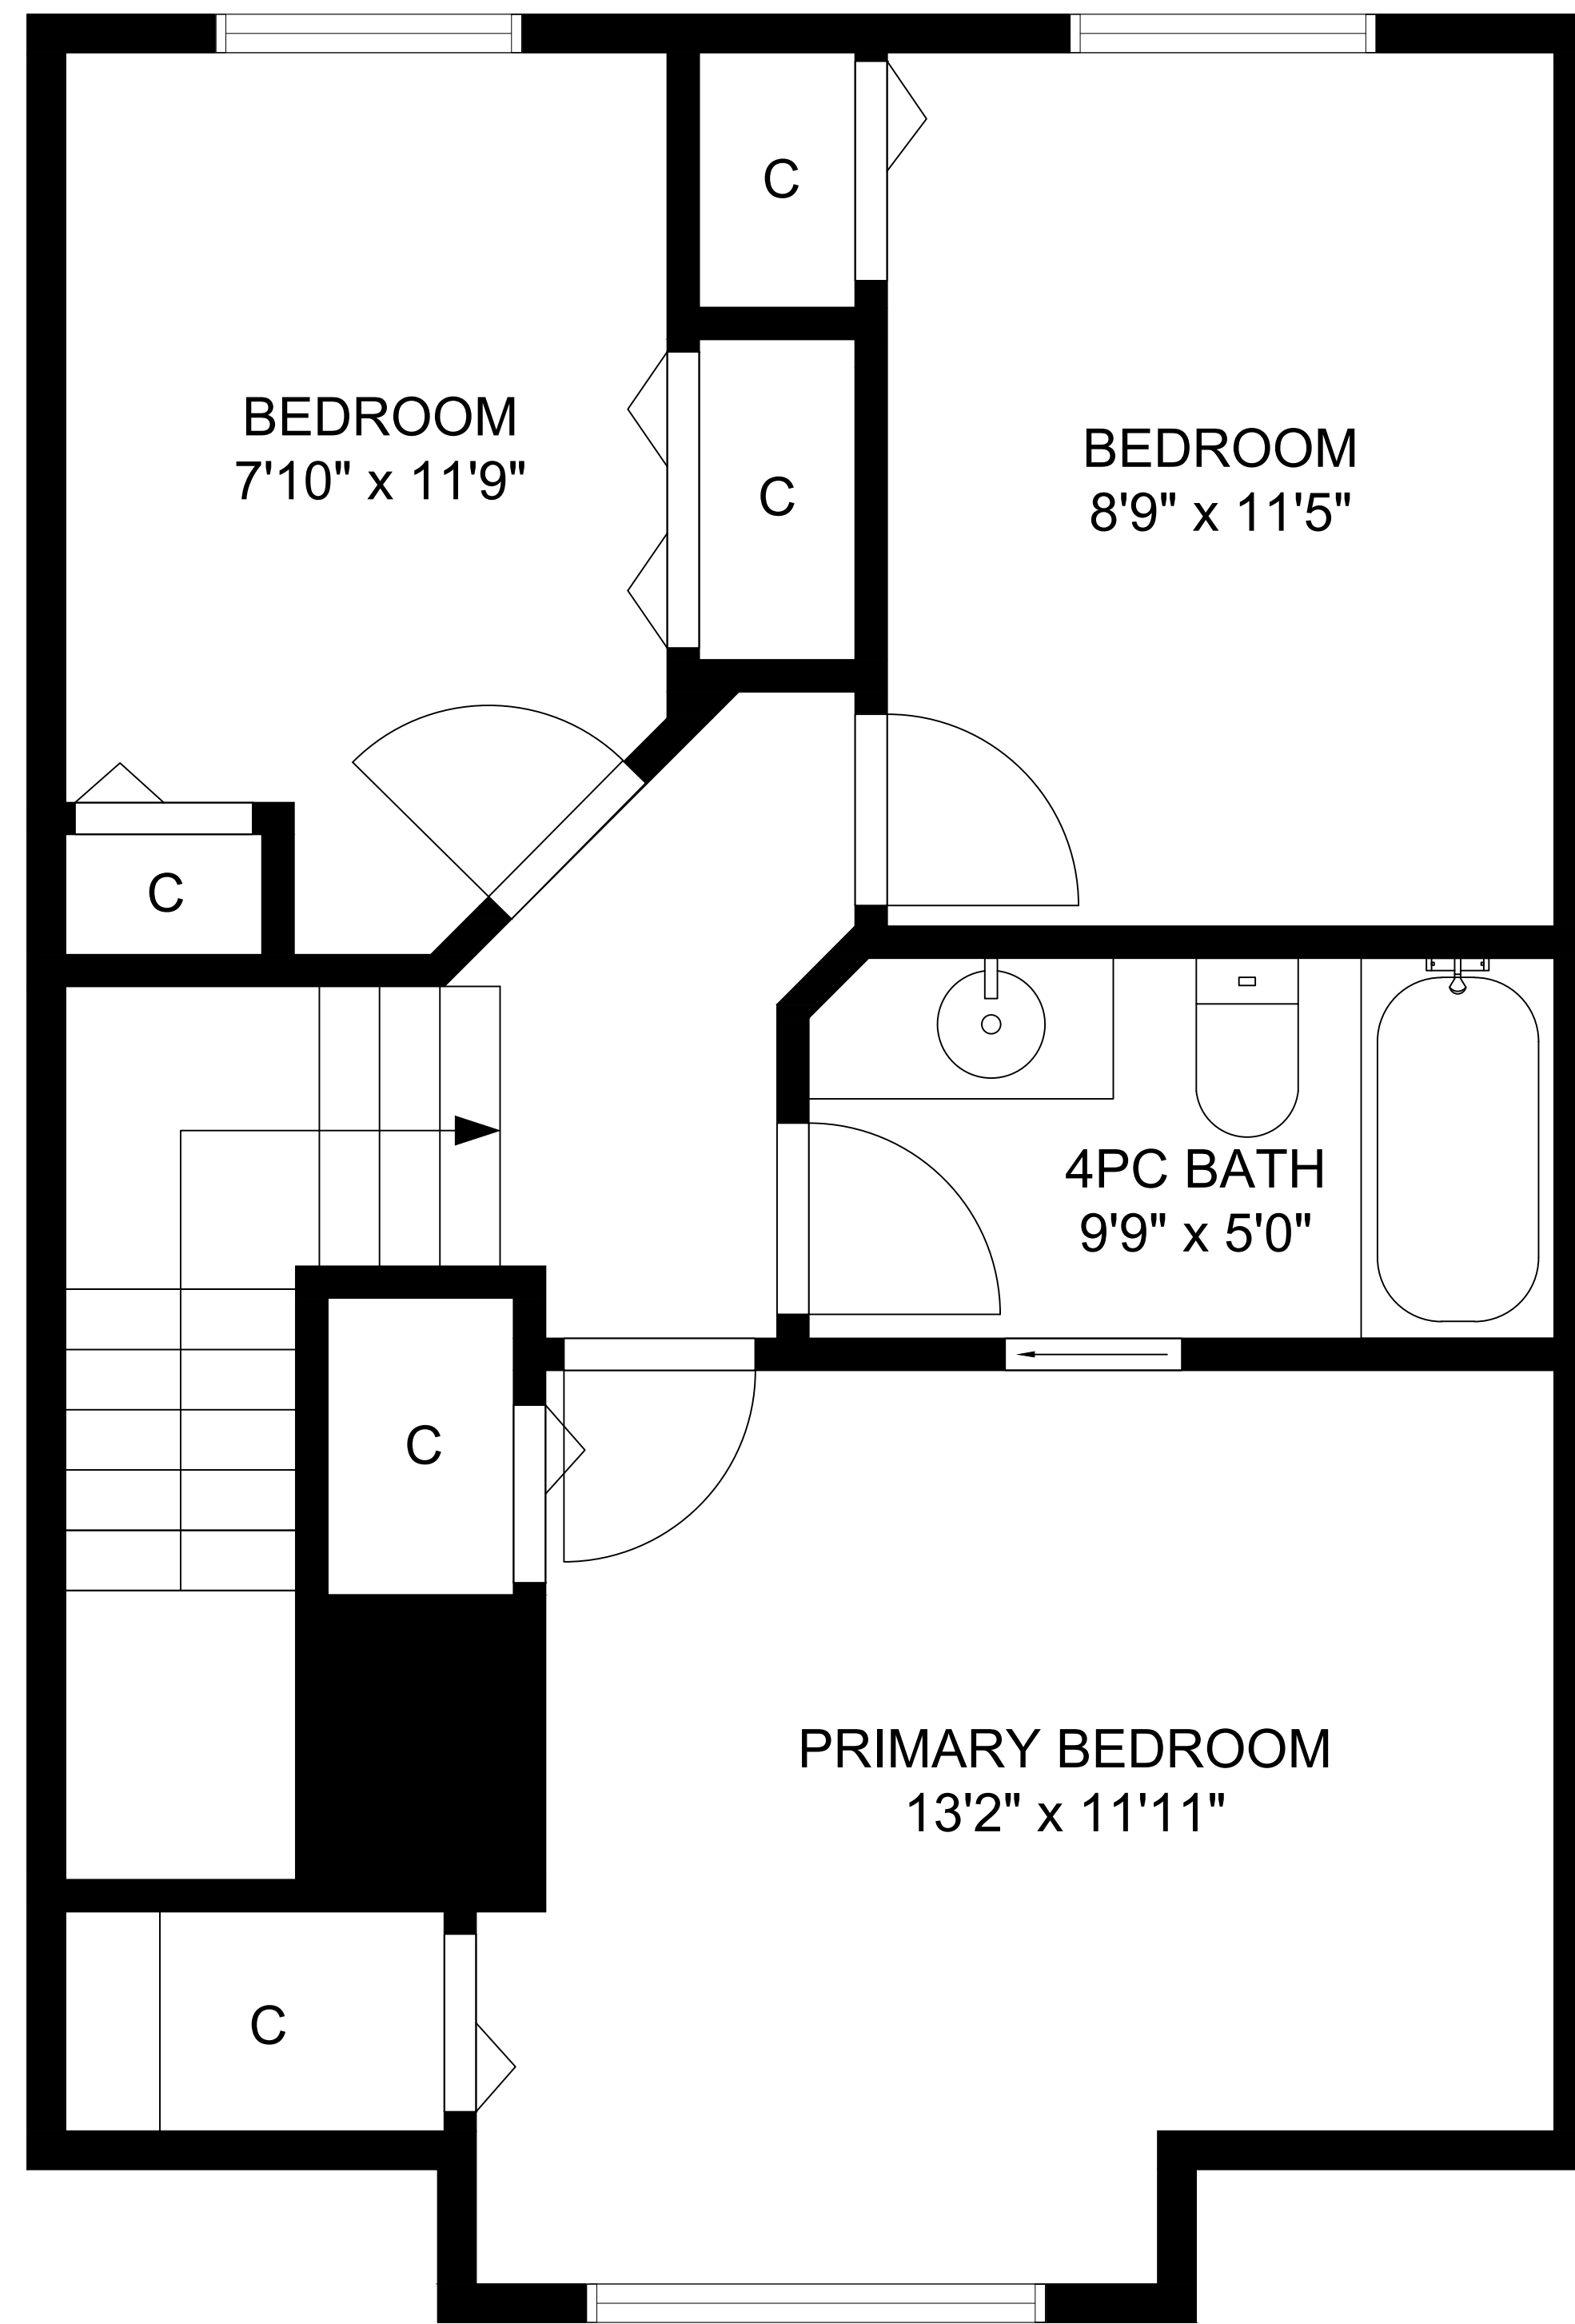 C
BEDROOM
7'10" x 11'9"
BEDROOM
8'9" x 11'5"
C
C
4PC BATH
9'9" x 5'0"
C
PRIMARY BEDROOM
13'2" x 11'11"
C